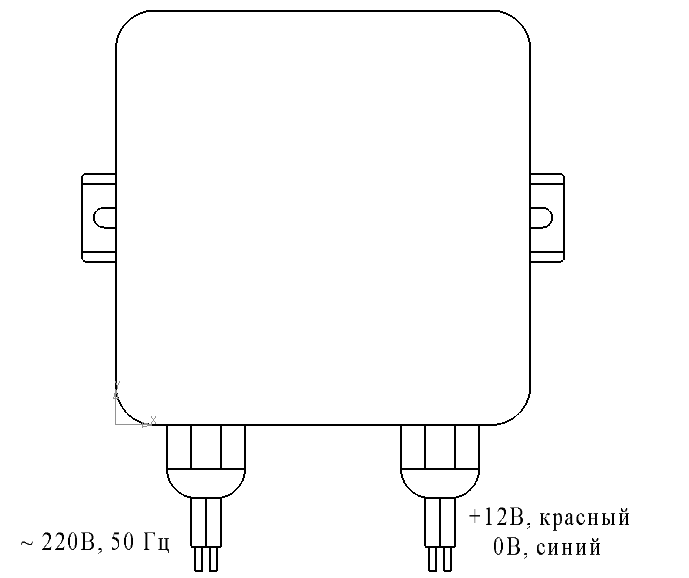 Y
X
~ 220В, 50 Гц
+12В, красный
0В, синий